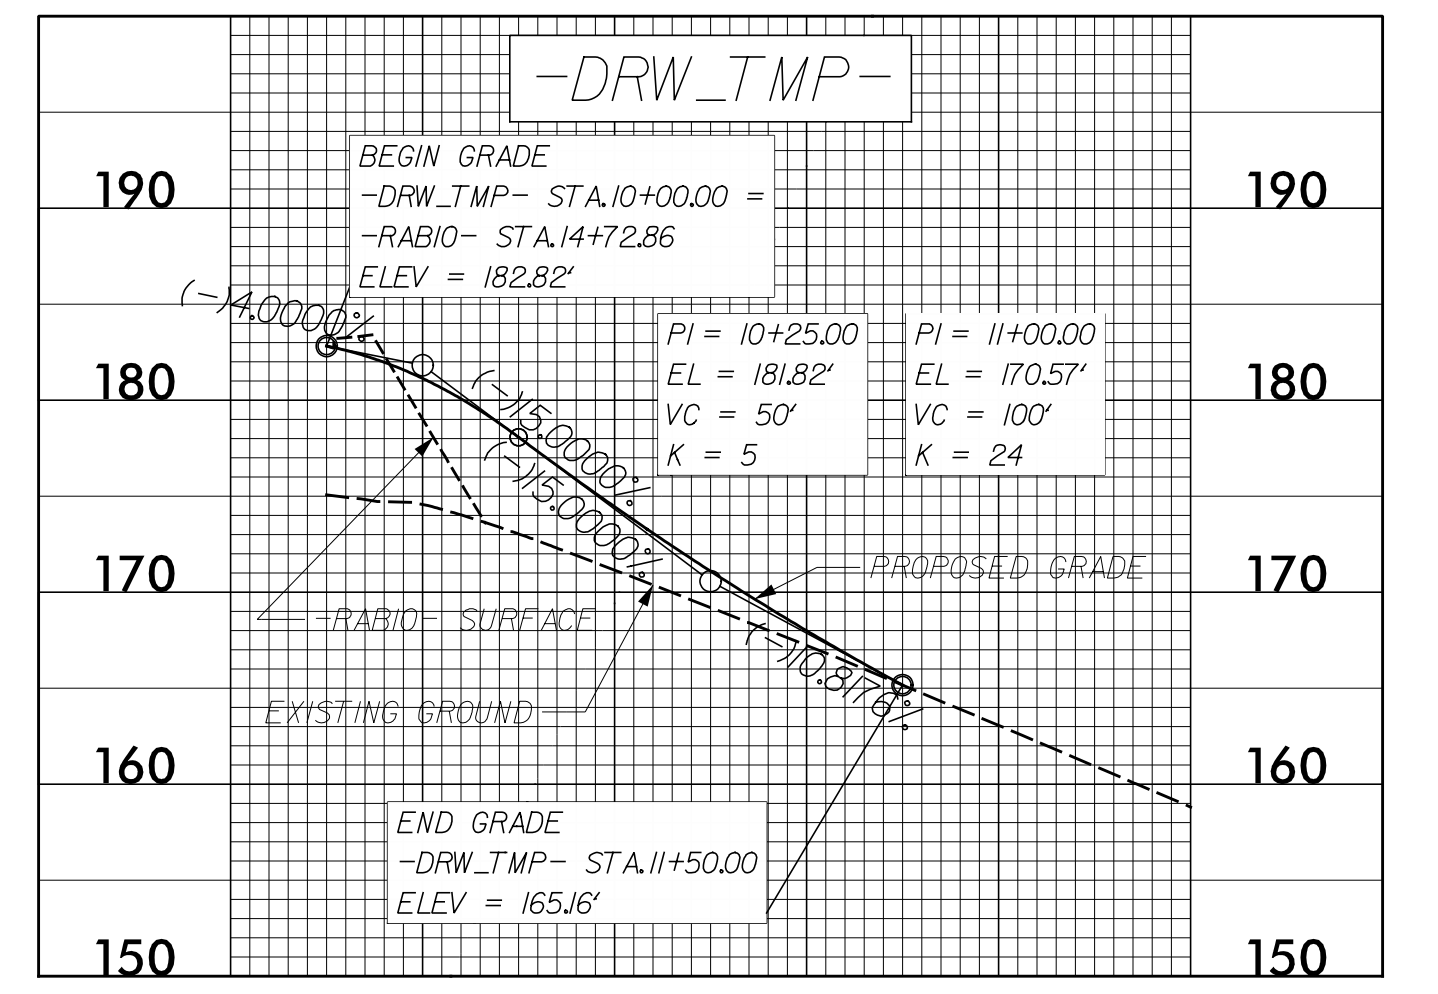 -DRW_TMP-
BEGIN GRADE
-DRW_TMP- STA.10+00.00 =
-RAB10- STA.14+72.86
ELEV = 182.82'
190
190
(-)4.0000%
PI = 10+25.00
EL = 181.82'
VC = 50'
K = 5
PI = 11+00.00
EL = 170.57'
VC = 100'
K = 24
180
180
(-)15.0000%
(-)15.0000%
170
170
PROPOSED GRADE
-RAB10- SURFACE
(-)10.8176%
EXISTING GROUND
160
160
END GRADE
-DRW_TMP- STA.11+50.00
ELEV = 165.16'
150
150